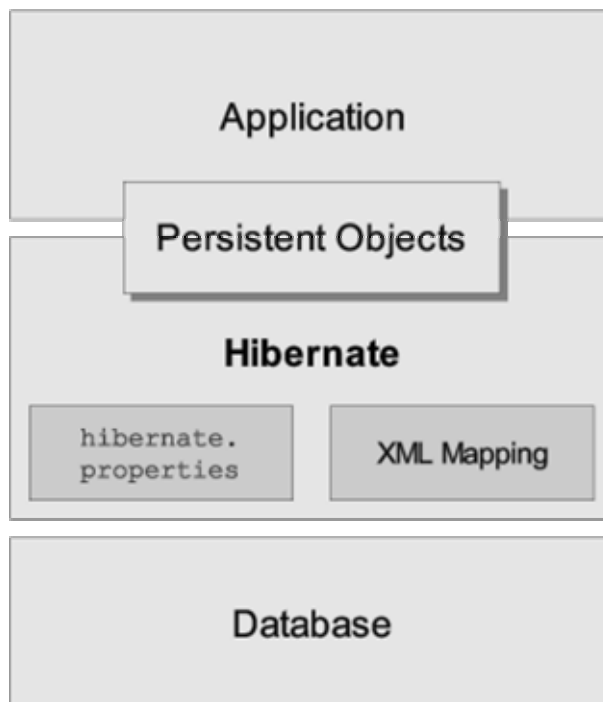 Application
Persistent Objects
Hibernate
hibernate.
properties
XML Mapping
Database